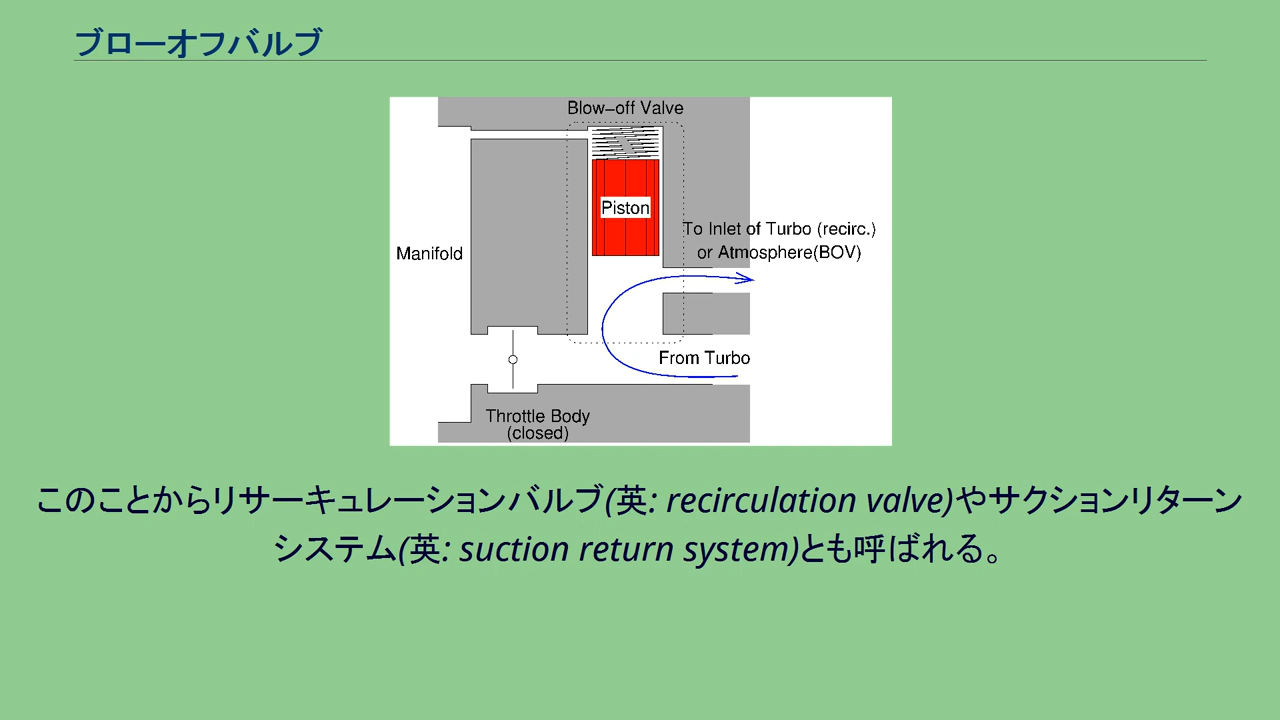 ブローオフバルブ
Blow-off Valve
Piston
To Inlet of Turbo (recirc.)
or Atmosphere(BOV)
Manifold
From Turbo
Throttle Body
(closed)
このことからリサーキュレーションバルブ(英: recirculation valve)やサクションリターン
システム(英: suction return system)とも呼ばれる。